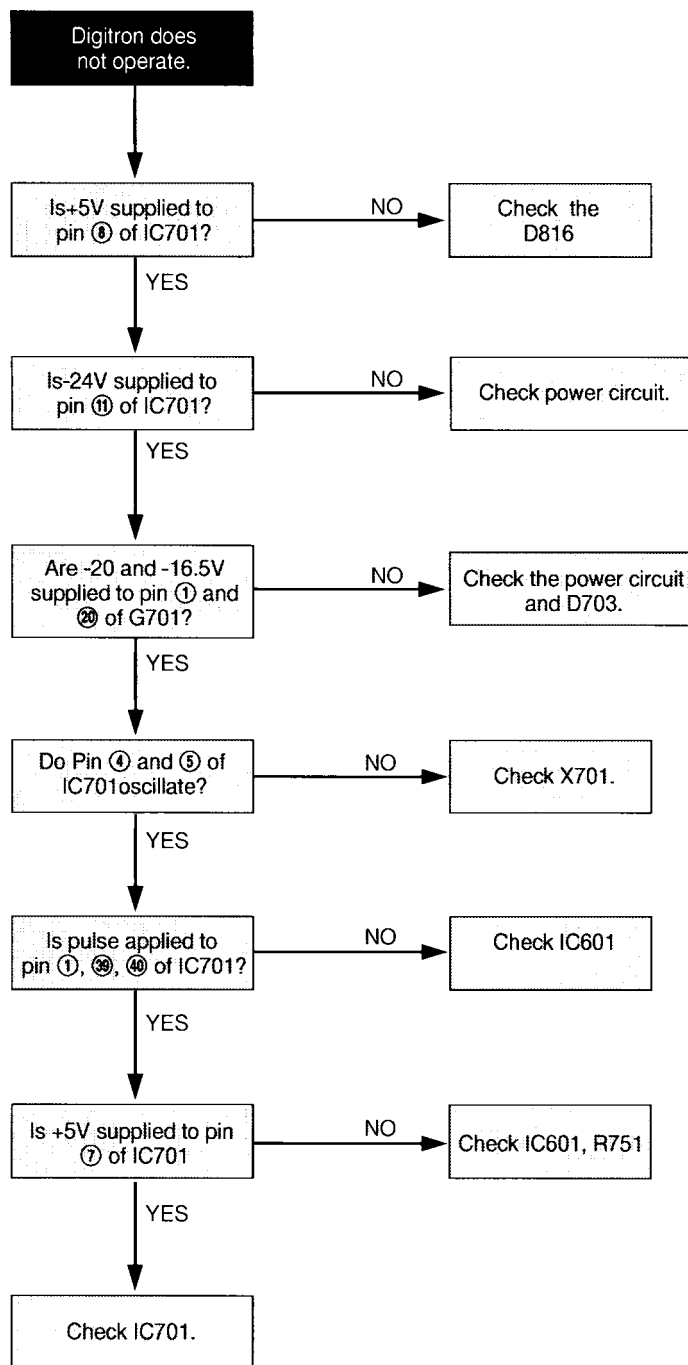 Digitron does
not operate.
Is+5V supplied to
pin ⑧ of IC701?
NO
Check the
D816
YES
Is-24V supplied to
pin ⑪ of IC701?
NO
Check power circuit.
YES
Are -20 and -16.5V
supplied to pin ① and
⑳ of G701?
NO
Check the power circuit
and D703.
YES
Do Pin ④ and ⑤ of
IC701oscillate?
NO
Check X701.
YES
Is pulse applied to
pin ①, ㊴, ㊵ of IC701?
NO
Check IC601
YES
Is +5V supplied to pin
⑦ of IC701
NO
Check IC601, R751
YES
Check IC701.